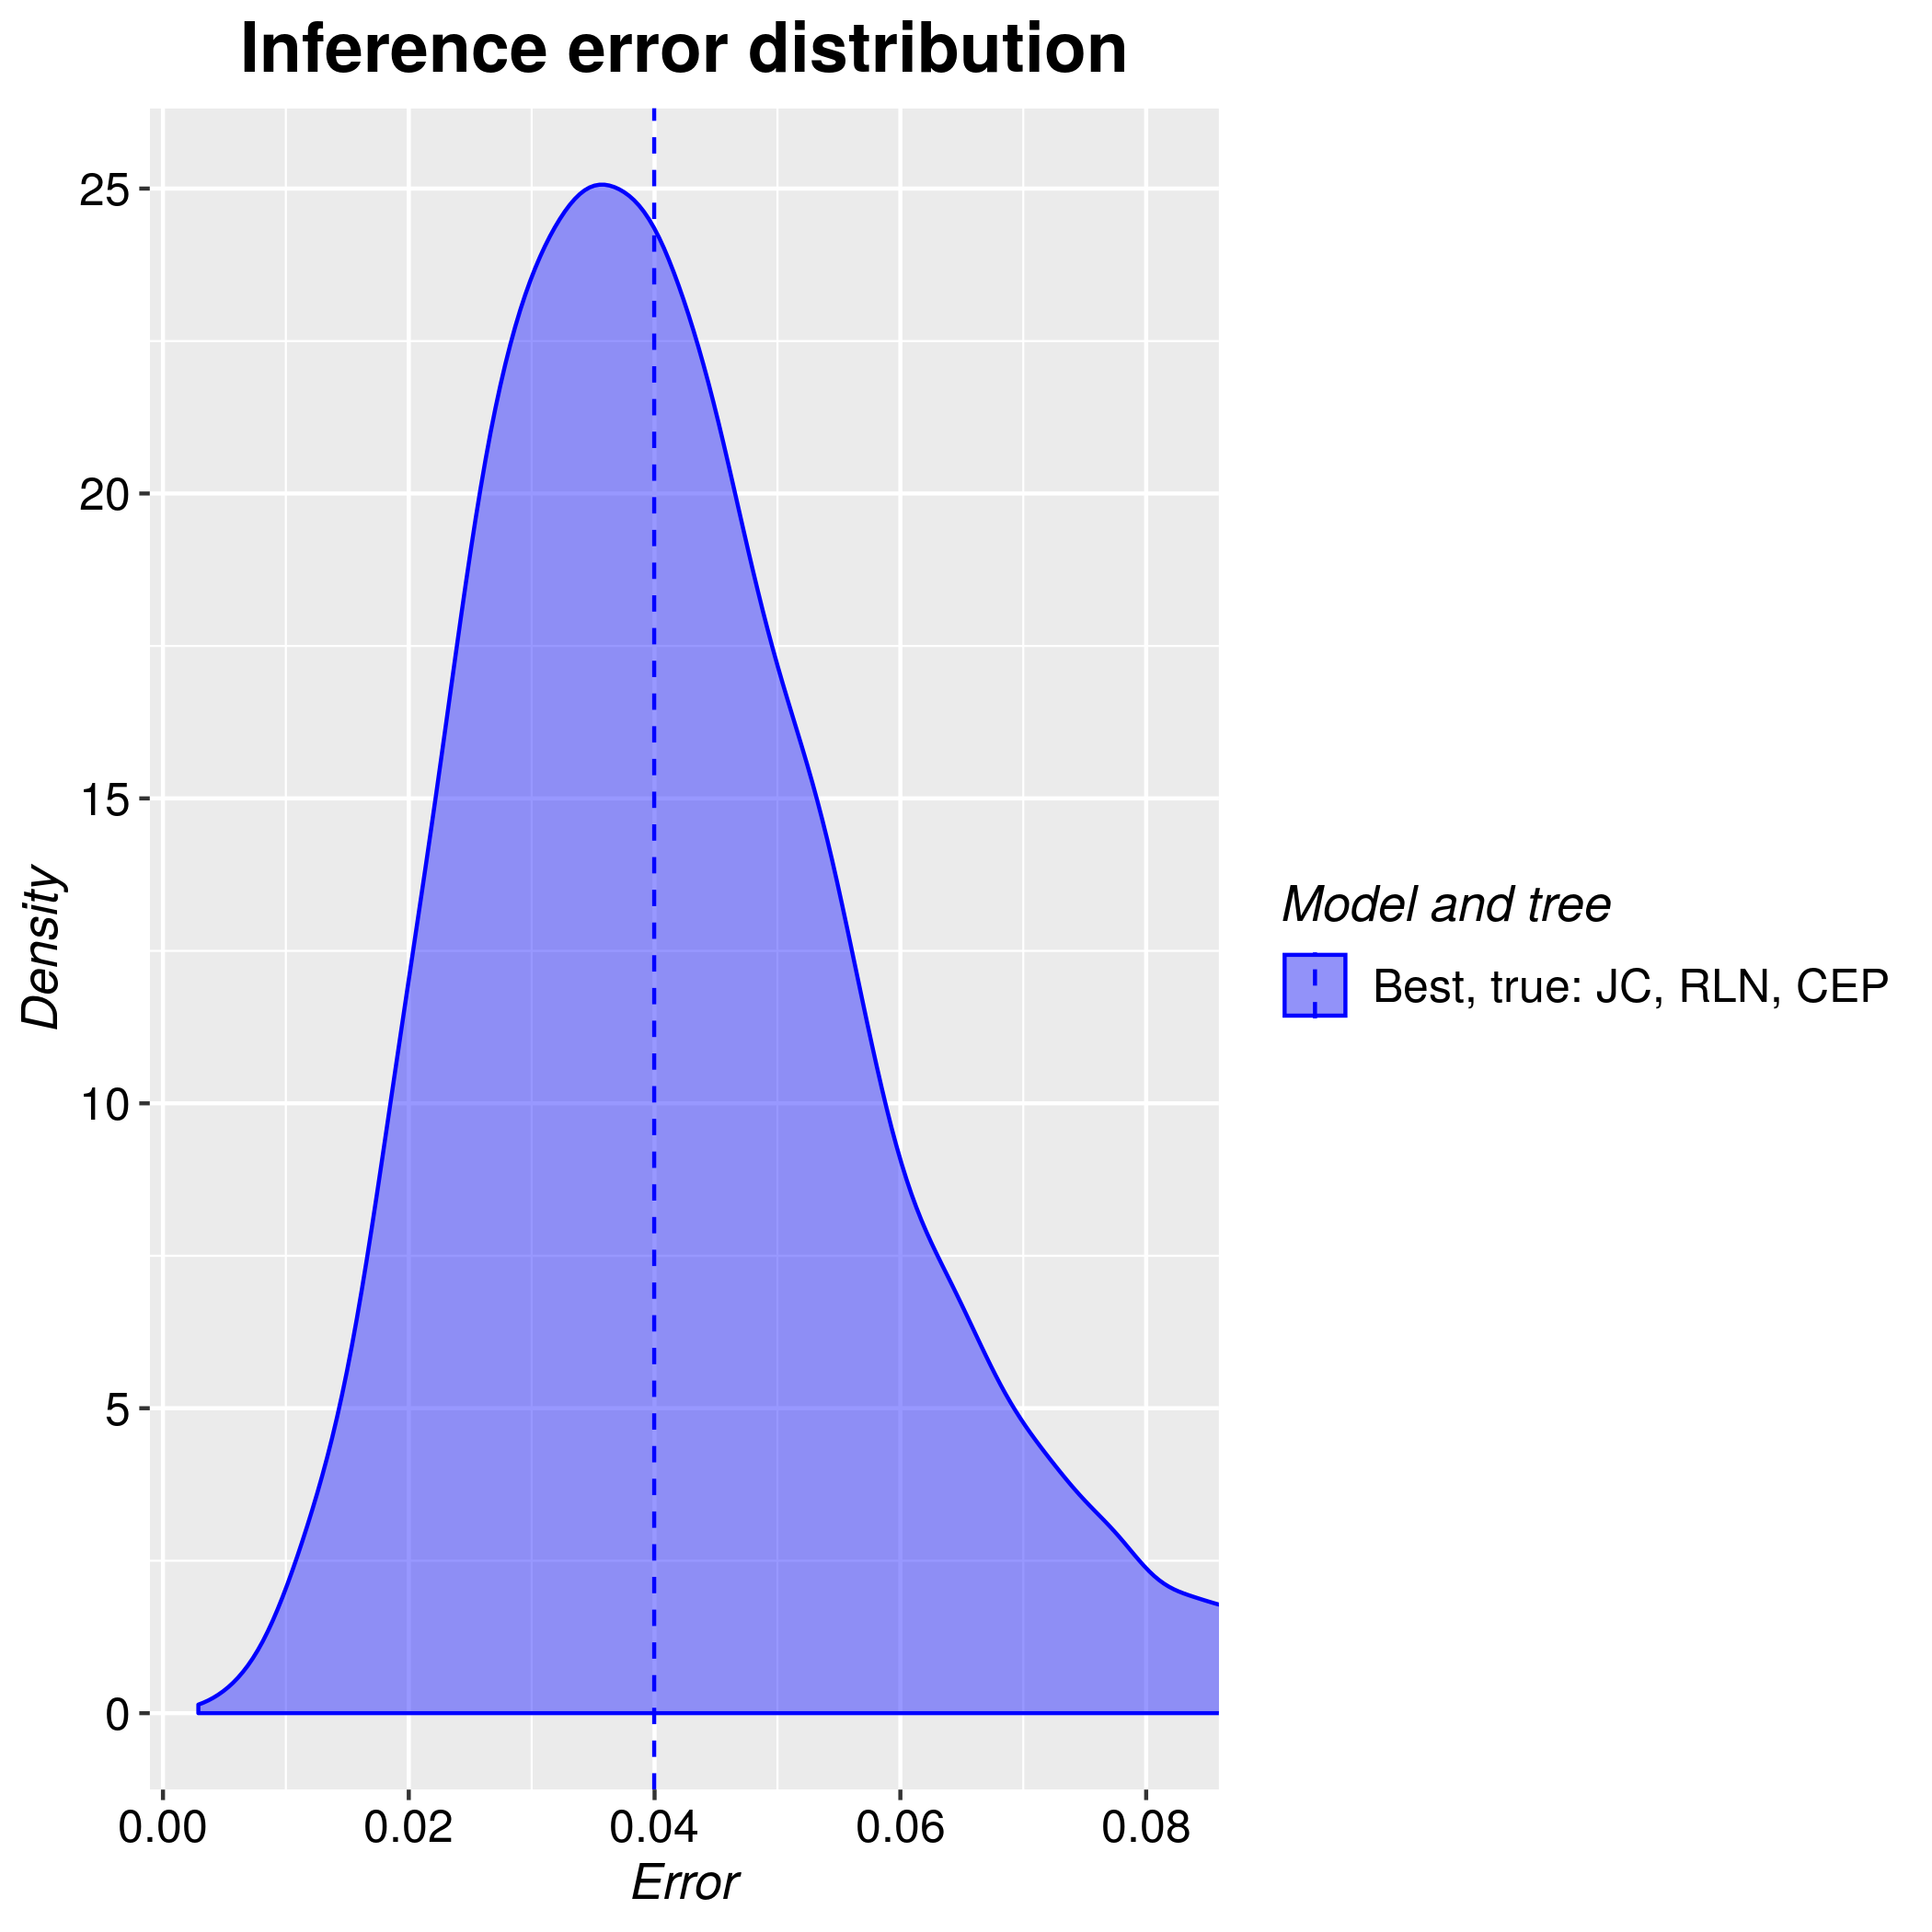 Inference error distribution
25
20
15
10
5
0
Density
0.00 0.02 0.04 0.06 0.08
Error
Model and tree
Best, true: JC, RLN, CEP